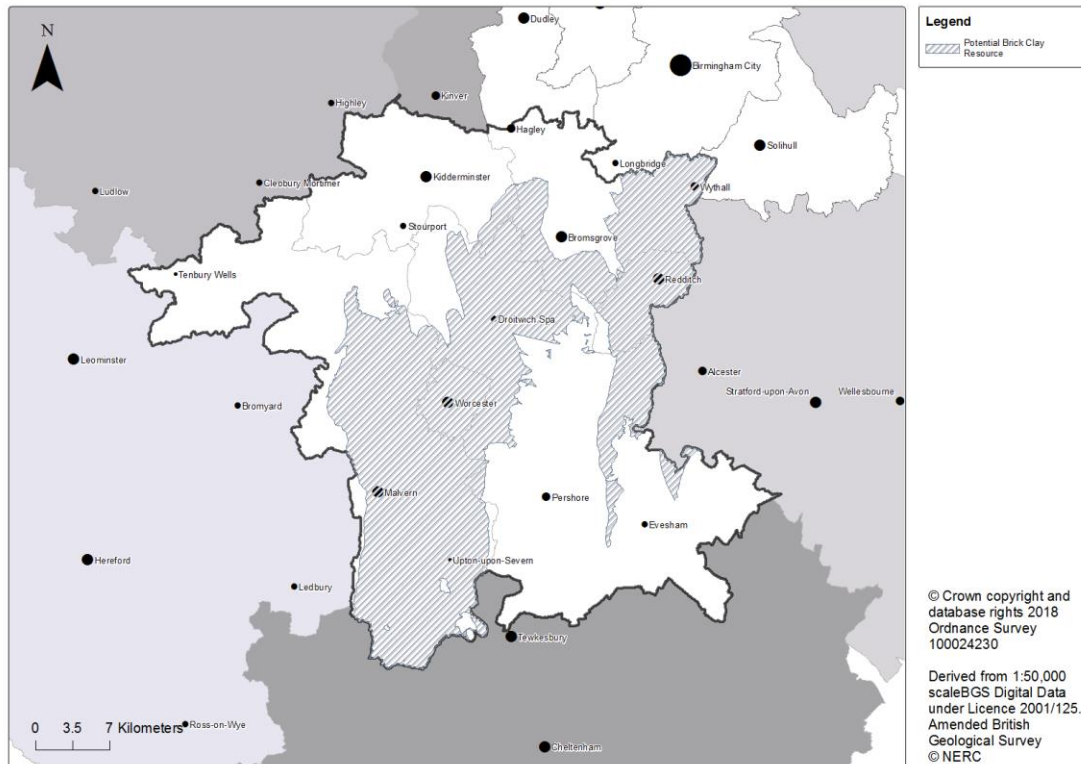 N
Dudley
Birmingham City
Kinver
Highley
Hagley
Solihull
Longbridge
Ludlow
Cleobury Mortimer
Kidderminster
Wythall
Stourport
Bromsgrove
Tenbury Wells
Redditch
Droitwich Spa
Leominster
Alcester
Stratford-upon-Avon
Wellesbourne
Bromyard
Worcester
Malvern
Pershore
Evesham
Hereford
Upton-upon-Severn
Ledbury
Tewkesbury
Ross-on-Wye
Cheltenham
0 3.5 7 Kilometers
Legend
Potential Brick Clay
Resource
© Crown copyright and
database rights 2018
Ordnance Survey
100024230
Derived from 1:50,000
scaleBGS Digital Data
under Licence 2001/125.
Amended British
Geological Survey
© NERC